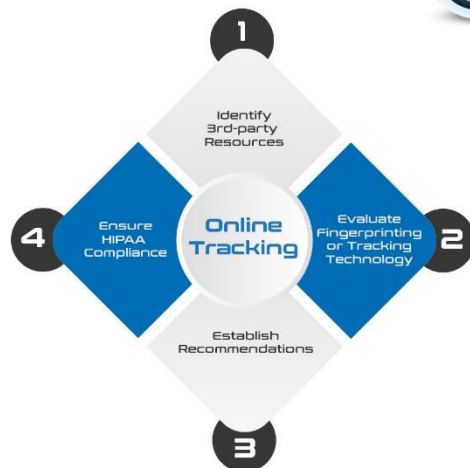 1
Identify
3rd-party
Resources
Online
Tracking
2
Evaluate
Fingerprinting
or Tracking
Technology
3
Establish
Recommendations
4
Ensure
HIPAA
Compliance